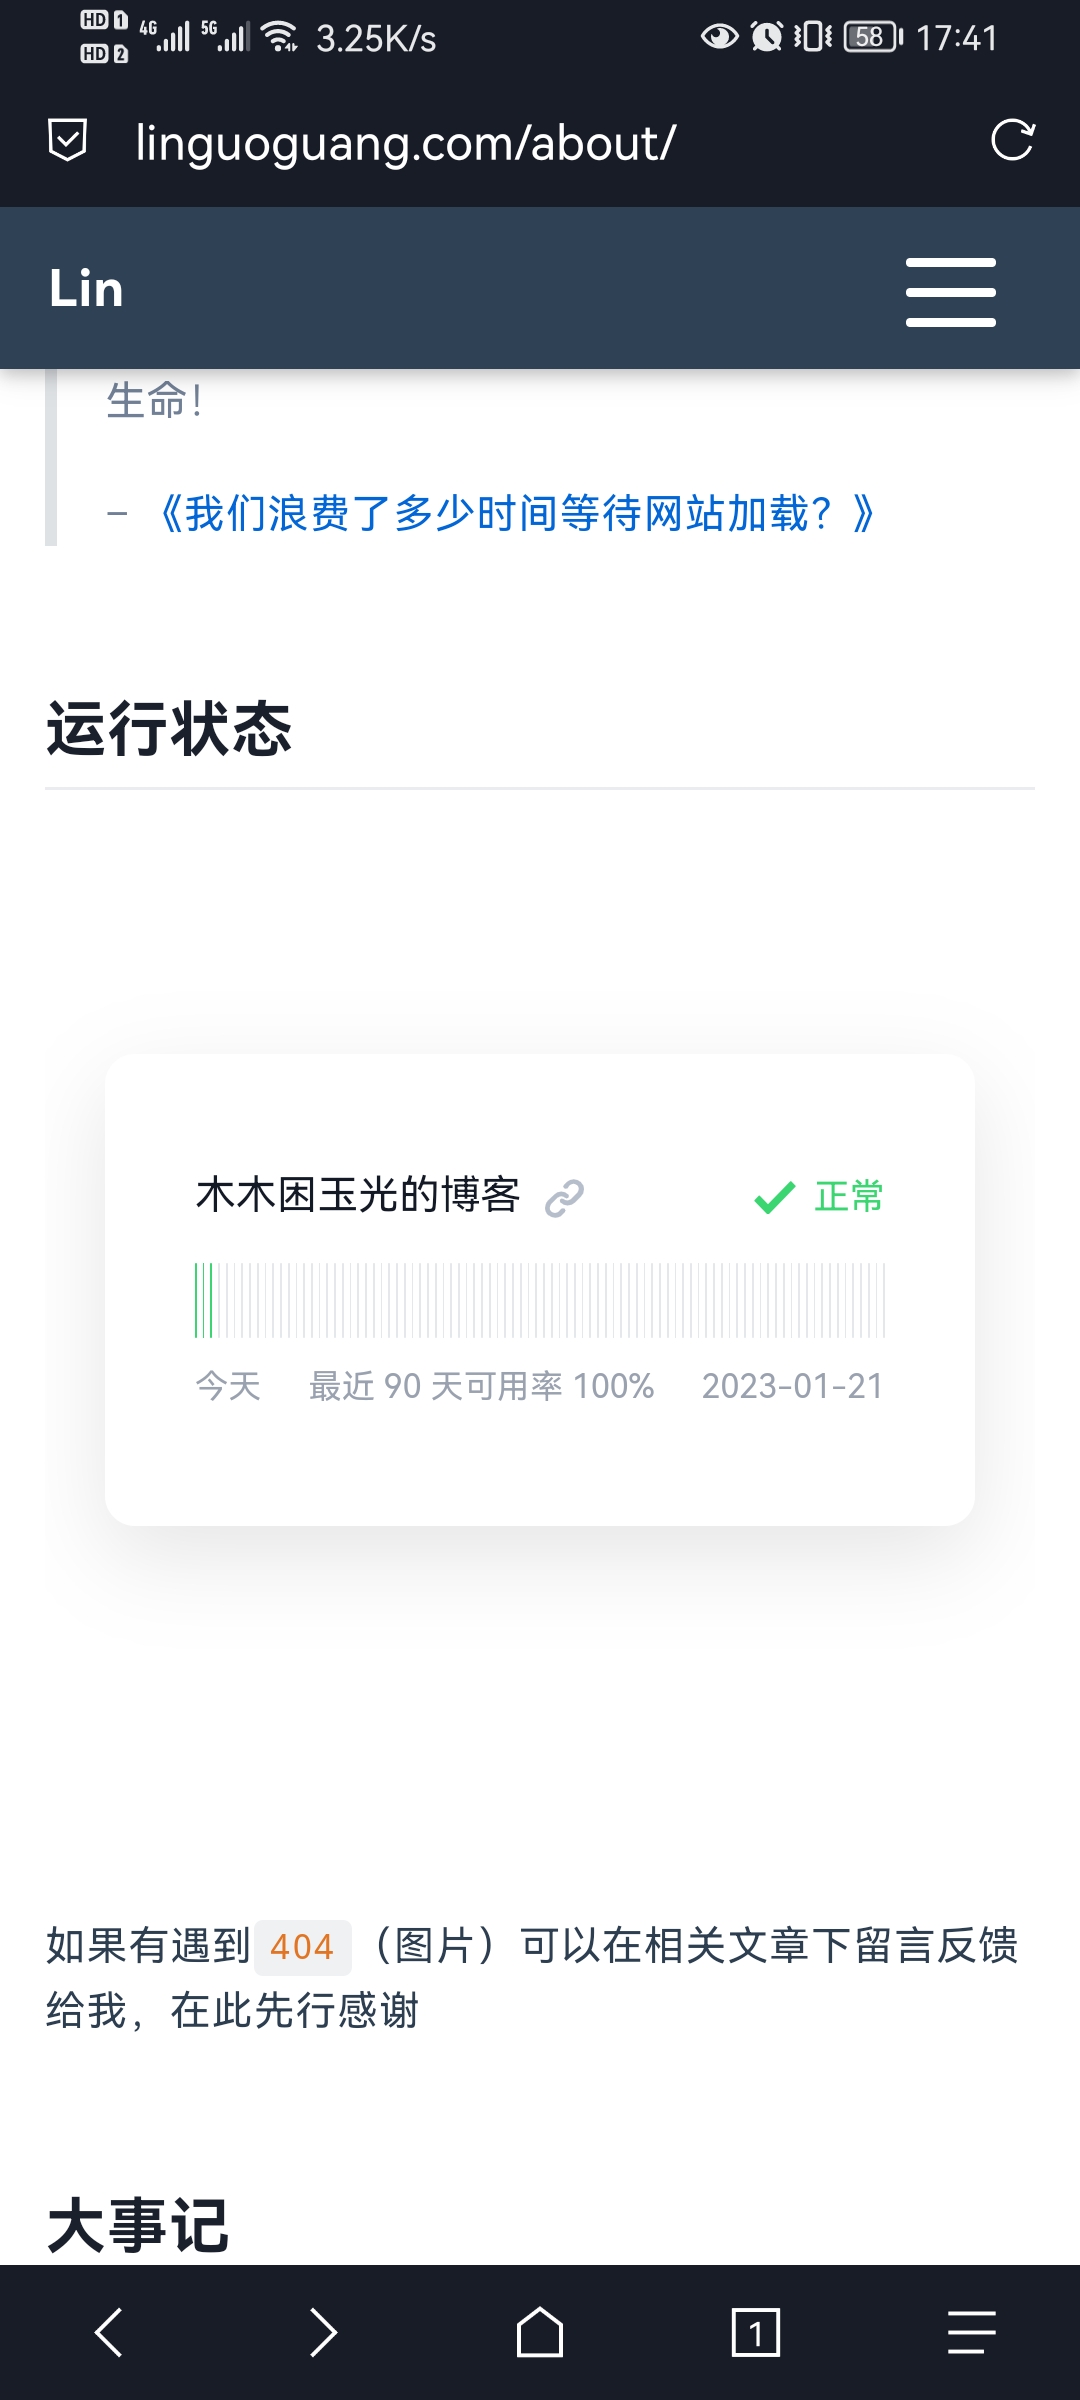 HD 1 4G 5G 3.25K/s 58 17:41
HD 2
linguoguang.com/about/
Lin
生命！
- 《我们浪费了多少时间等待网站加载？》
运行状态
木木困玉光的博客 正常
今天 最近 90 天可用率 100% 2023-01-21
如果有遇到 404 （图片）可以在相关文章下留言反馈
给我，在此先行感谢
大事记
1